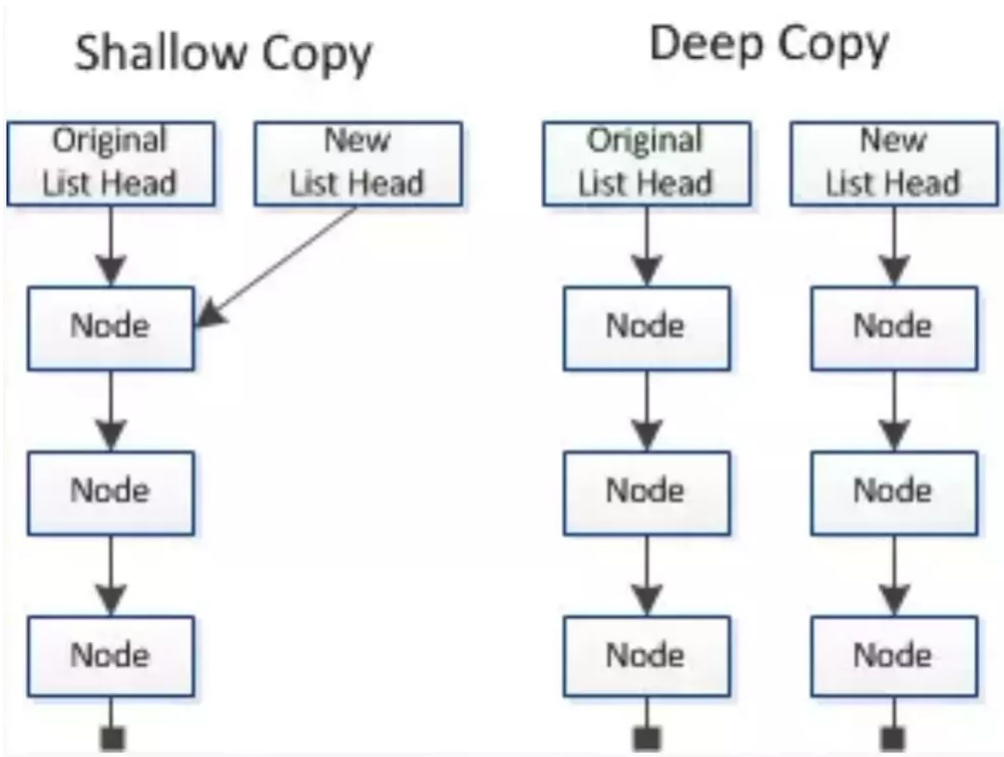 Shallow Copy
Original
List Head
New
List Head
Node
Node
Node
Deep Copy
Original
List Head
New
List Head
Node
Node
Node
Node
Node
Node